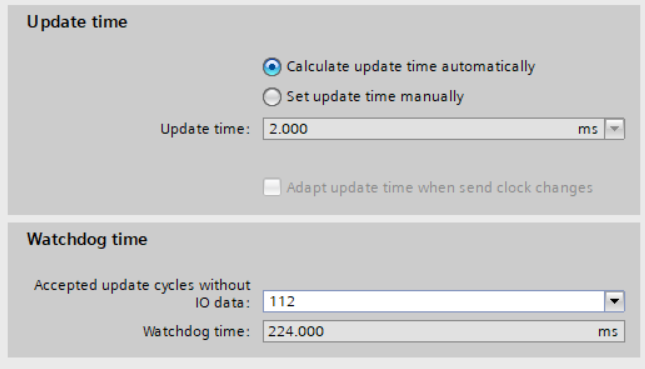 Update time
Calculate update time automatically
Set update time manually
Update time: 2.000 ms
Adapt update time when send clock changes
Watchdog time
Accepted update cycles without
IO data: 112
Watchdog time: 224.000 ms